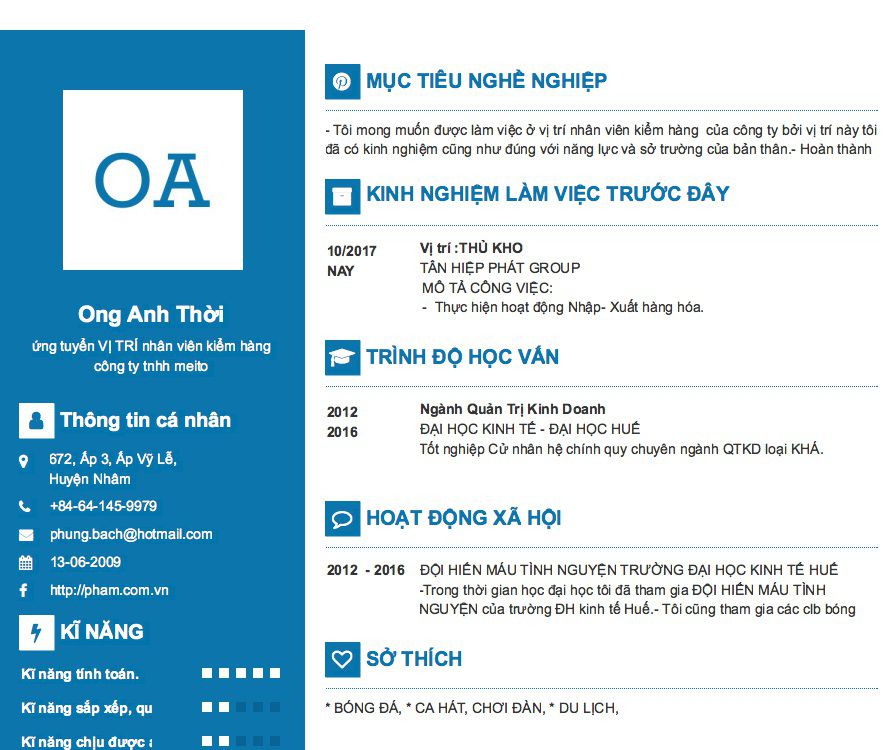 OA
Ong Anh Thời
ứng tuyển VỊ TRÍ nhân viên kiểm hàng
công ty tnhh meito
Thông tin cá nhân
672, Ấp 3, Ấp Vỹ Lễ,
Huyện Nhâm
+84-64-145-9979
phung.bach@hotmail.com
13-06-2009
http://pham.com.vn
KĨ NĂNG
Kĩ năng tính toán.
Kĩ năng sắp xếp, qu
Kĩ năng chịu được
MỤC TIÊU NGHỀ NGHIỆP
- Tôi mong muốn được làm việc ở vị trí nhân viên kiểm hàng của công ty bởi vị trí này tôi
đã có kinh nghiệm cũng như đúng với năng lực và sở trường của bản thân.- Hoàn thành
KINH NGHIỆM LÀM VIỆC TRƯỚC ĐÂY
10/2017
NAY
Vị trí :THỦ KHO
TÂN HIỆP PHÁT GROUP
MÔ TẢ CÔNG VIỆC:
- Thực hiện hoạt động Nhập- Xuất hàng hóa.
TRÌNH ĐỘ HỌC VẤN
2012
2016
Ngành Quản Trị Kinh Doanh
ĐẠI HỌC KINH TẾ - ĐẠI HỌC HUẾ
Tốt nghiệp Cử nhân hệ chính quy chuyên ngành QTKD loại KHÁ.
HOẠT ĐỘNG XÃ HỘI
2012 - 2016
ĐỘI HIẾN MÁU TÌNH NGUYỆN TRƯỜNG ĐẠI HỌC KINH TẾ HUẾ
-Trong thời gian học đại học tôi đã tham gia ĐỘI HIẾN MÁU TÌNH
NGUYỆN của trường ĐH kinh tế Huế.- Tôi cũng tham gia các clb bóng
SỞ THÍCH
* BÓNG ĐÁ, * CA HÁT, CHƠI ĐÀN, * DU LỊCH,